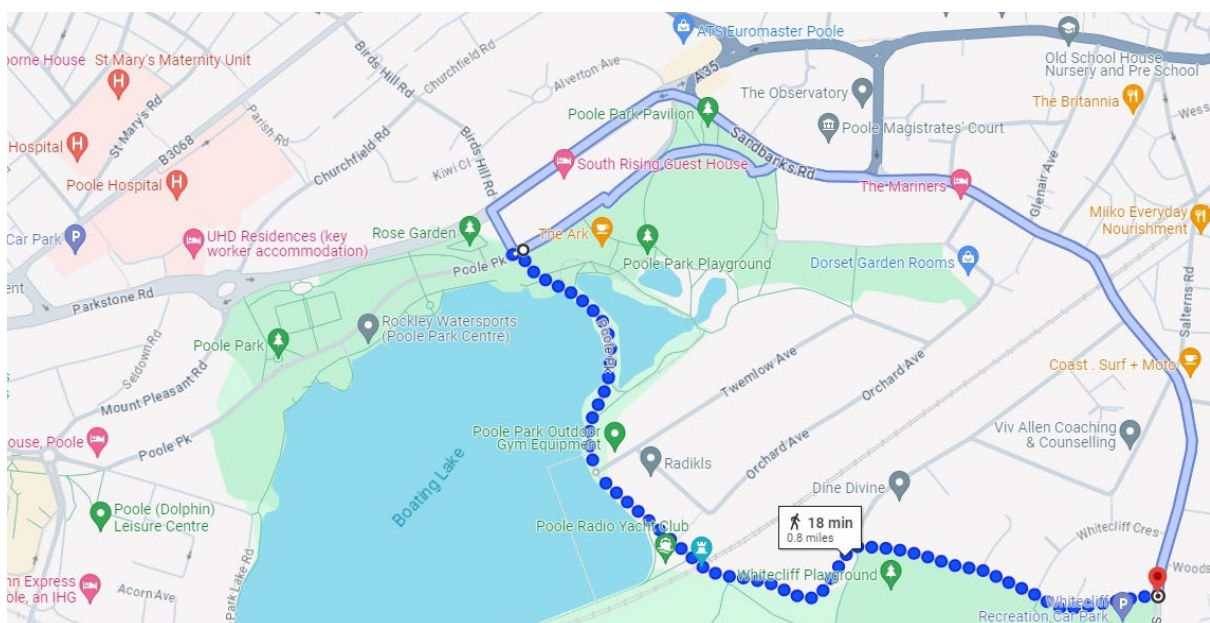 ATS Euromaster Poole
Old School House
Nursery and Pre School
orne House
St Mary's Maternity Unit
Birds Hill Rd
Churchfield Rd
Alverton Ave
A35
The Observatory
The Britannia
Wess
St Mary's Rd
B3068
Parish Rd
Poole Park Pavilion
Poole Magistrates' Court
Hospital
Churchfield Rd
Kiwi Cl
Birds Hill Rd
South Rising Guest House
Sandbanks Rd
Glenair Ave
Poole Hospital
The Mariners
Miiko Everyday
Nourishment
Car Park
Rose Garden
The Ark
UHD Residences (key
worker accommodation)
Poole Pk
Poole Park Playground
Dorset Garden Rooms
ent
Parkstone Rd
Salterns Rd
Rockley Watersports
(Poole Park Centre)
Poole Park
Poole Pk
Seldown Rd
Mount Pleasant Rd
Twemlow Ave
Orchard Ave
Coast . Surf + Moto
ouse, Poole
Poole Pk
Poole Park Outdoor
Gym Equipment
Viv Allen Coaching
& Counselling
Boating Lake
Radikls
Orchard Ave
Dine Divine
Poole (Dolphin)
Leisure Centre
Poole Radio Yacht Club
18 min
0.8 miles
Whitecliff Cres
Park Lake Rd
Woods
nn Express
ole, an IHG
Acorn Ave
Whitecliff Playground
Whitecliff
Recreation Car Park
S